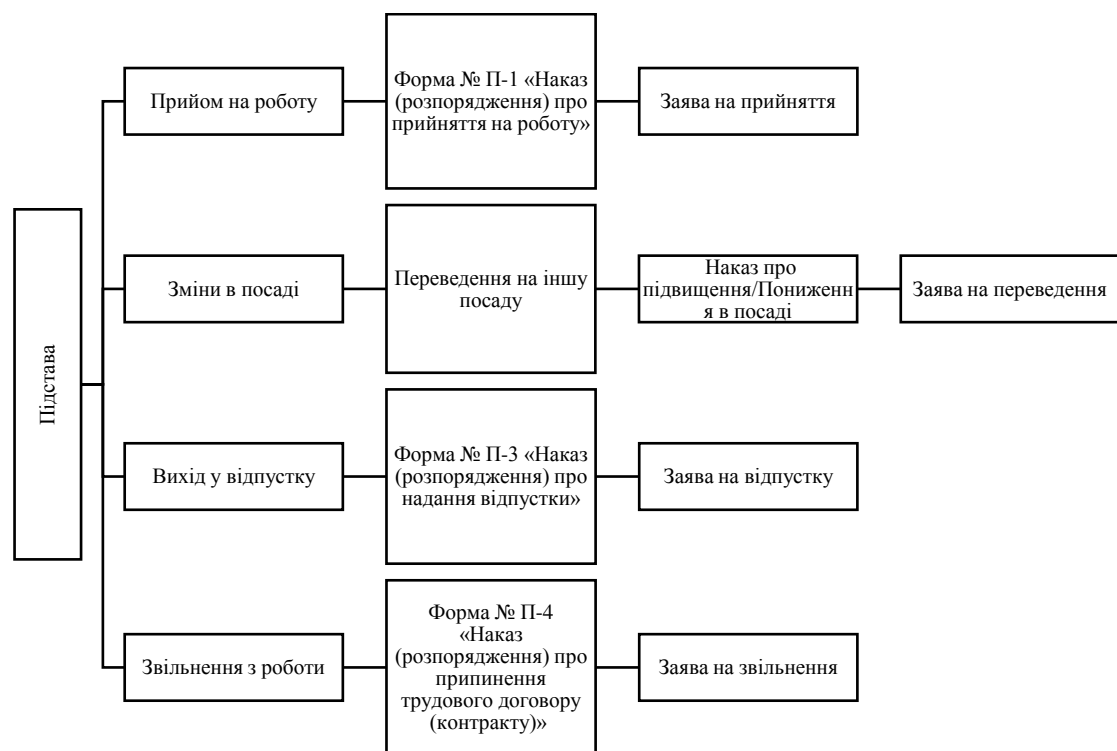 Підстава
Прийом на роботу
Форма № П-1 «Наказ
(розпорядження) про
прийняття на роботу»
Заява на прийняття
Зміни в посаді
Переведення на іншу
посаду
Наказ про
підвищення/Пониженн
я в посаді
Заява на переведення
Вихід у відпустку
Форма № П-3 «Наказ
(розпорядження) про
надання відпустки»
Заява на відпустку
Звільнення з роботи
Форма № П-4
«Наказ
(розпорядження) про
припинення
трудового договору
(контракту)»
Заява на звільнення